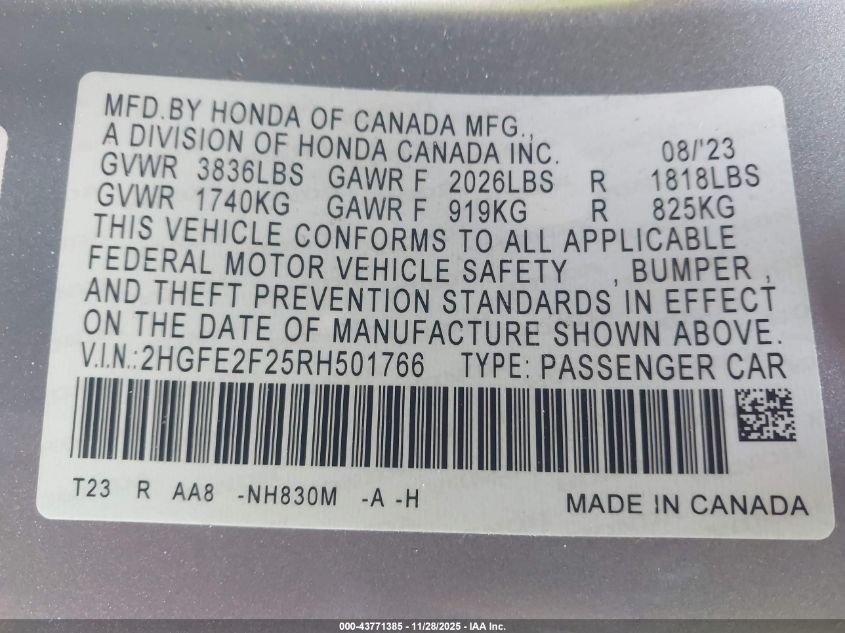 MFD.BY HONDA OF CANADA MFG.,
A DIVISION OF HONDA CANADA INC. 08/'23
GVWR 3836LBS GAWR F 2026LBS R 1818LBS
GVWR 1740KG GAWR F 919KG R 825KG
THIS VEHICLE CONFORMS TO ALL APPLICABLE
FEDERAL MOTOR VEHICLE SAFETY , BUMPER ,
AND THEFT PREVENTION STANDARDS IN EFFECT
ON THE DATE OF MANUFACTURE SHOWN ABOVE.
V.I.N.:2HGFE2F25RH501766 TYPE: PASSENGER CAR
T23 R AA8 -NH830M -A -H MADE IN CANADA
000-43771385 - 11/28/2025 - IAA Inc.